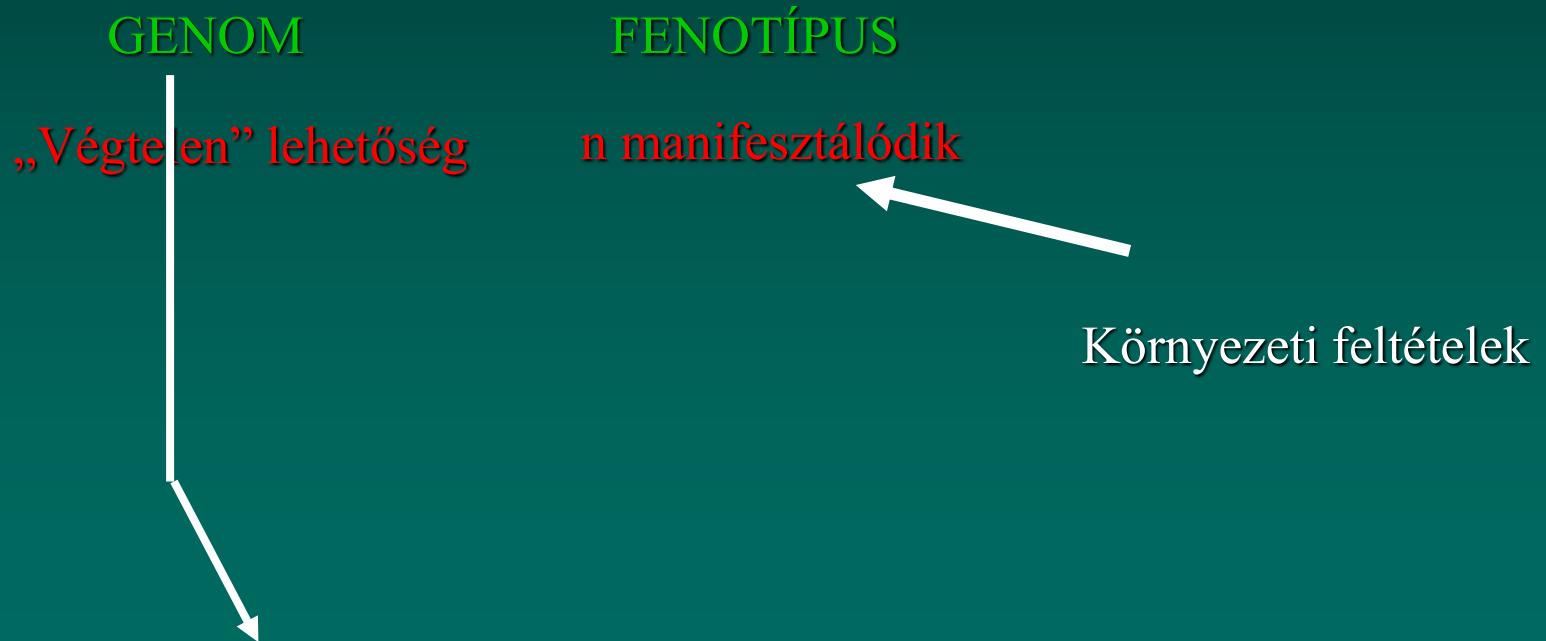 GENOM FENOTÍPUS
„Végtelen” lehetőség n manifesztálódik
Környezeti feltételek